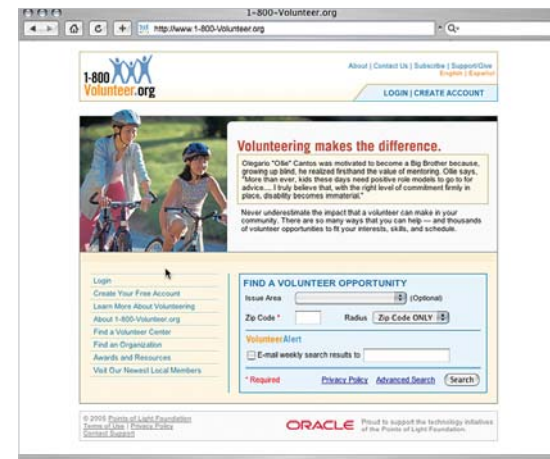 1-800-Volunteer.org
http://www.1-800-Volunteer.org
About | Contact Us | Subscribe | Support/Give
English | Español
1-800
Volunteer.org
LOGIN | CREATE ACCOUNT
Volunteering makes the difference.
Olegario "Ollie" Cantos was motivated to become a Big Brother because,
growing up blind, he realized firsthand the value of mentoring. Ollie says,
"More than ever, kids these days need positive role models to go to for
advice.... I truly believe that, with the right level of commitment firmly in
place, disability becomes immaterial."
Never underestimate the impact that a volunteer can make in your
community. There are so many ways that you can help — and thousands
of volunteer opportunities to fit your interests, skills, and schedule.
Login
Create Your Free Account
Learn More About Volunteering
About 1-800-Volunteer.org
Find a Volunteer Center
Find an Organization
Awards and Resources
Visit Our Newest Local Members
FIND A VOLUNTEER OPPORTUNITY
Issue Area (Optional)
Zip Code * Radius Zip Code ONLY
VolunteerAlert
E-mail weekly search results to
* Required Privacy Policy Advanced Search Search
© 2005 Points of Light Foundation
Terms of Use | Privacy Policy
Contact Support
ORACLE Proud to support the technology initiatives
of the Points of Light Foundation.